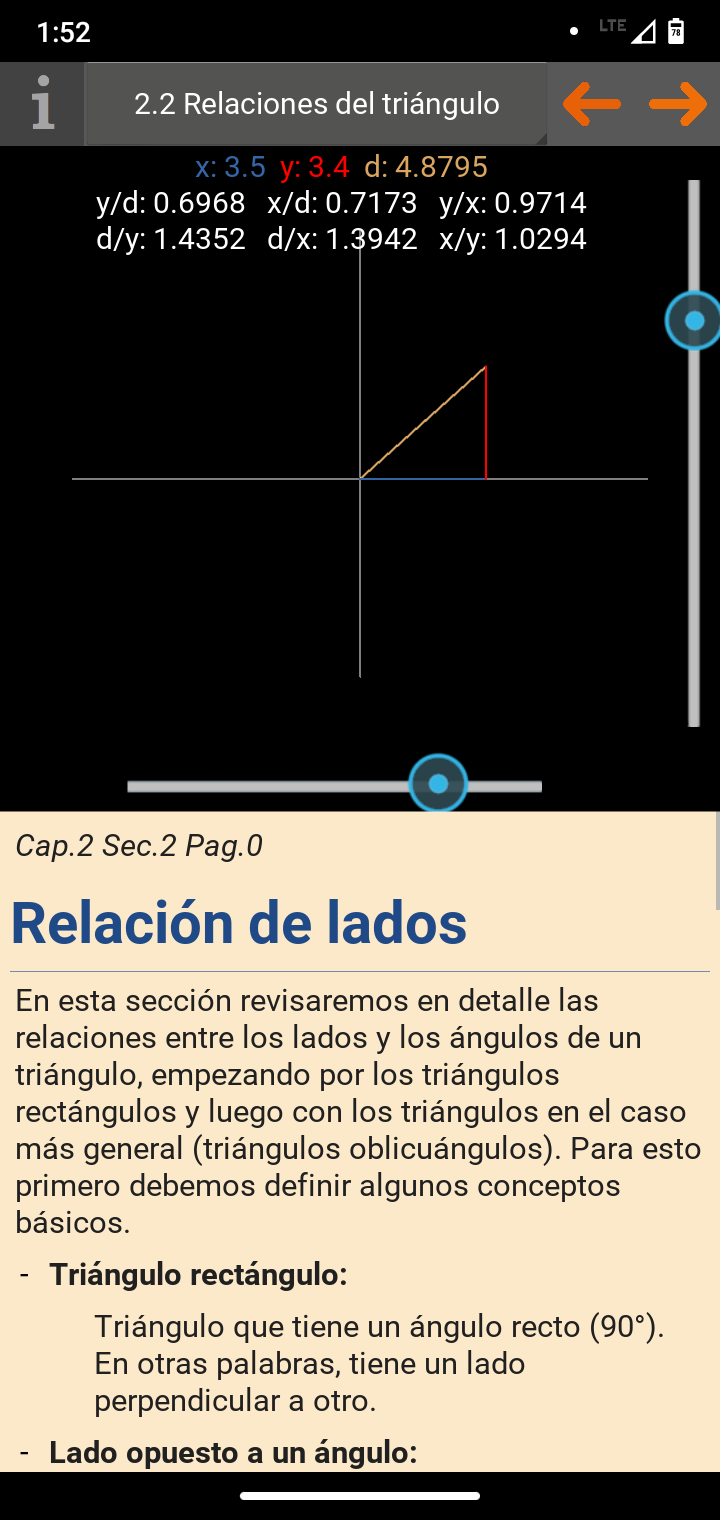 1:52
LTE
78
i
2.2 Relaciones del triángulo
x: 3.5 y: 3.4 d: 4.8795
y/d: 0.6968 x/d: 0.7173 y/x: 0.9714
d/y: 1.4352 d/x: 1.3942 x/y: 1.0294
Cap.2 Sec.2 Pag.0
Relación de lados
En esta sección revisaremos en detalle las
relaciones entre los lados y los ángulos de un
triángulo, empezando por los triángulos
rectángulos y luego con los triángulos en el caso
más general (triángulos oblicuángulos). Para esto
primero debemos definir algunos conceptos
básicos.
- Triángulo rectángulo:
Triángulo que tiene un ángulo recto (90°).
En otras palabras, tiene un lado
perpendicular a otro.
- Lado opuesto a un ángulo: